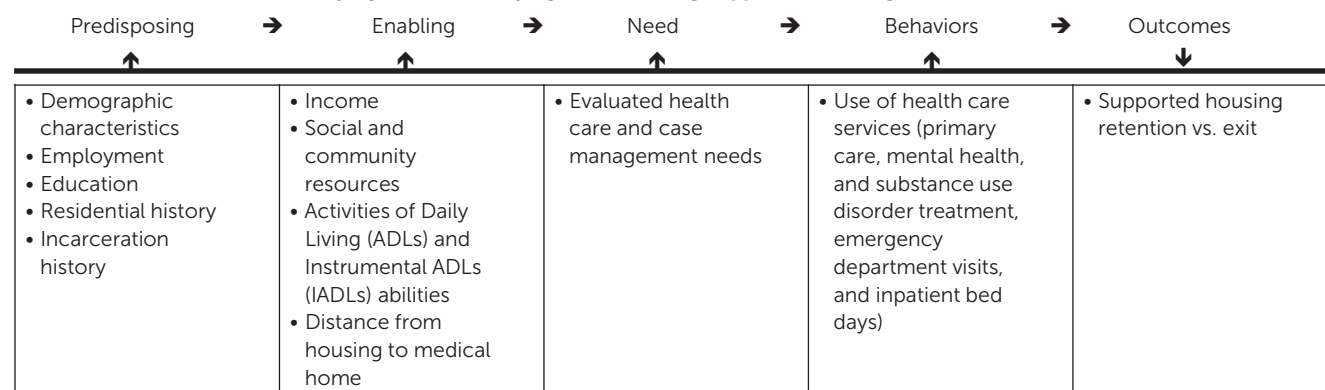 Predisposing ➔ Enabling ➔ Need ➔ Behaviors ➔ Outcomes
• Demographic
characteristics
• Employment
• Education
• Residential history
• Incarceration
history
• Income
• Social and
community
resources
• Activities of Daily
Living (ADLs) and
Instrumental ADLs
(IADLs) abilities
• Distance from
housing to medical
home
• Evaluated health
care and case
management needs
• Use of health care
services (primary
care, mental health,
and substance use
disorder treatment,
emergency
department visits,
and inpatient bed
days)
• Supported housing
retention vs. exit